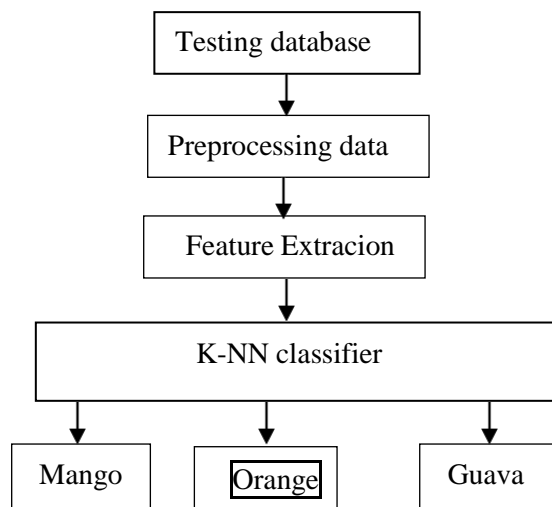 Testing database
Preprocessing data
Feature Extracion
K-NN classifier
Mango
Orange
Guava